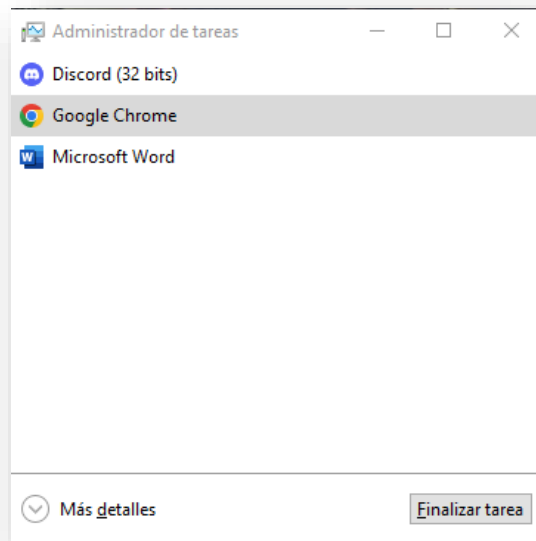 Administrador de tareas
Discord (32 bits)
Google Chrome
Microsoft Word
Más detalles
Finalizar tarea